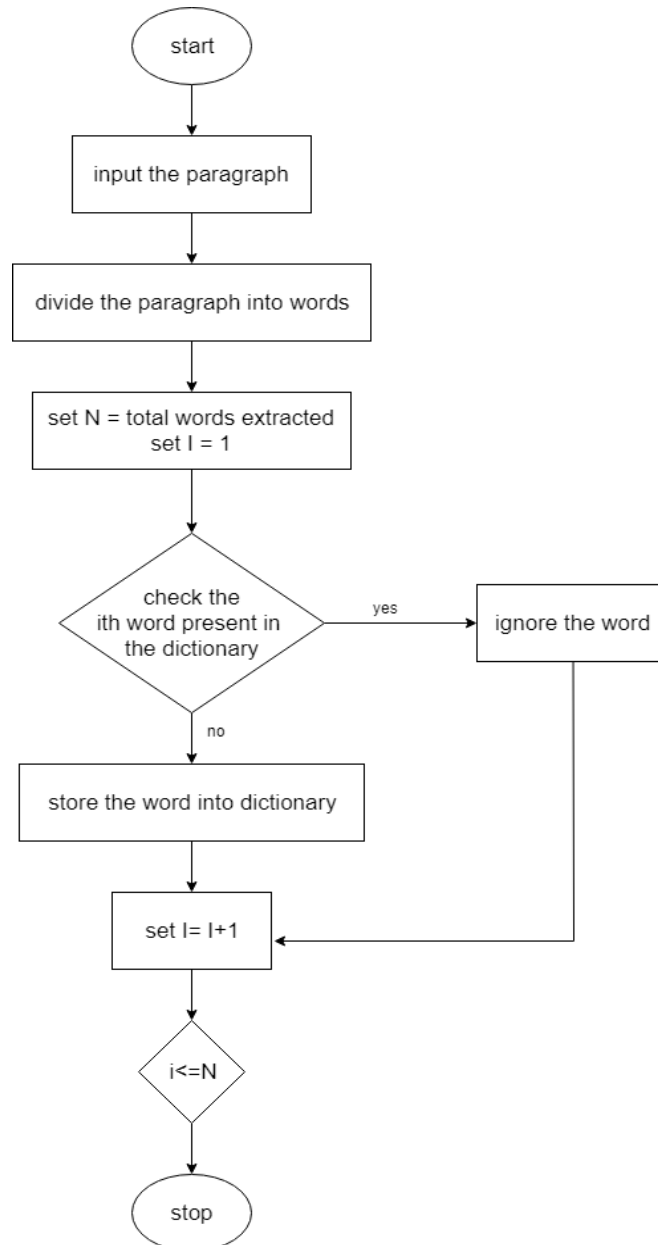 start
input the paragraph
divide the paragraph into words
set N = total words extracted
set I = 1
check the
ith word present in
the dictionary
yes
ignore the word
no
store the word into dictionary
set I= I+1
i<=N
stop